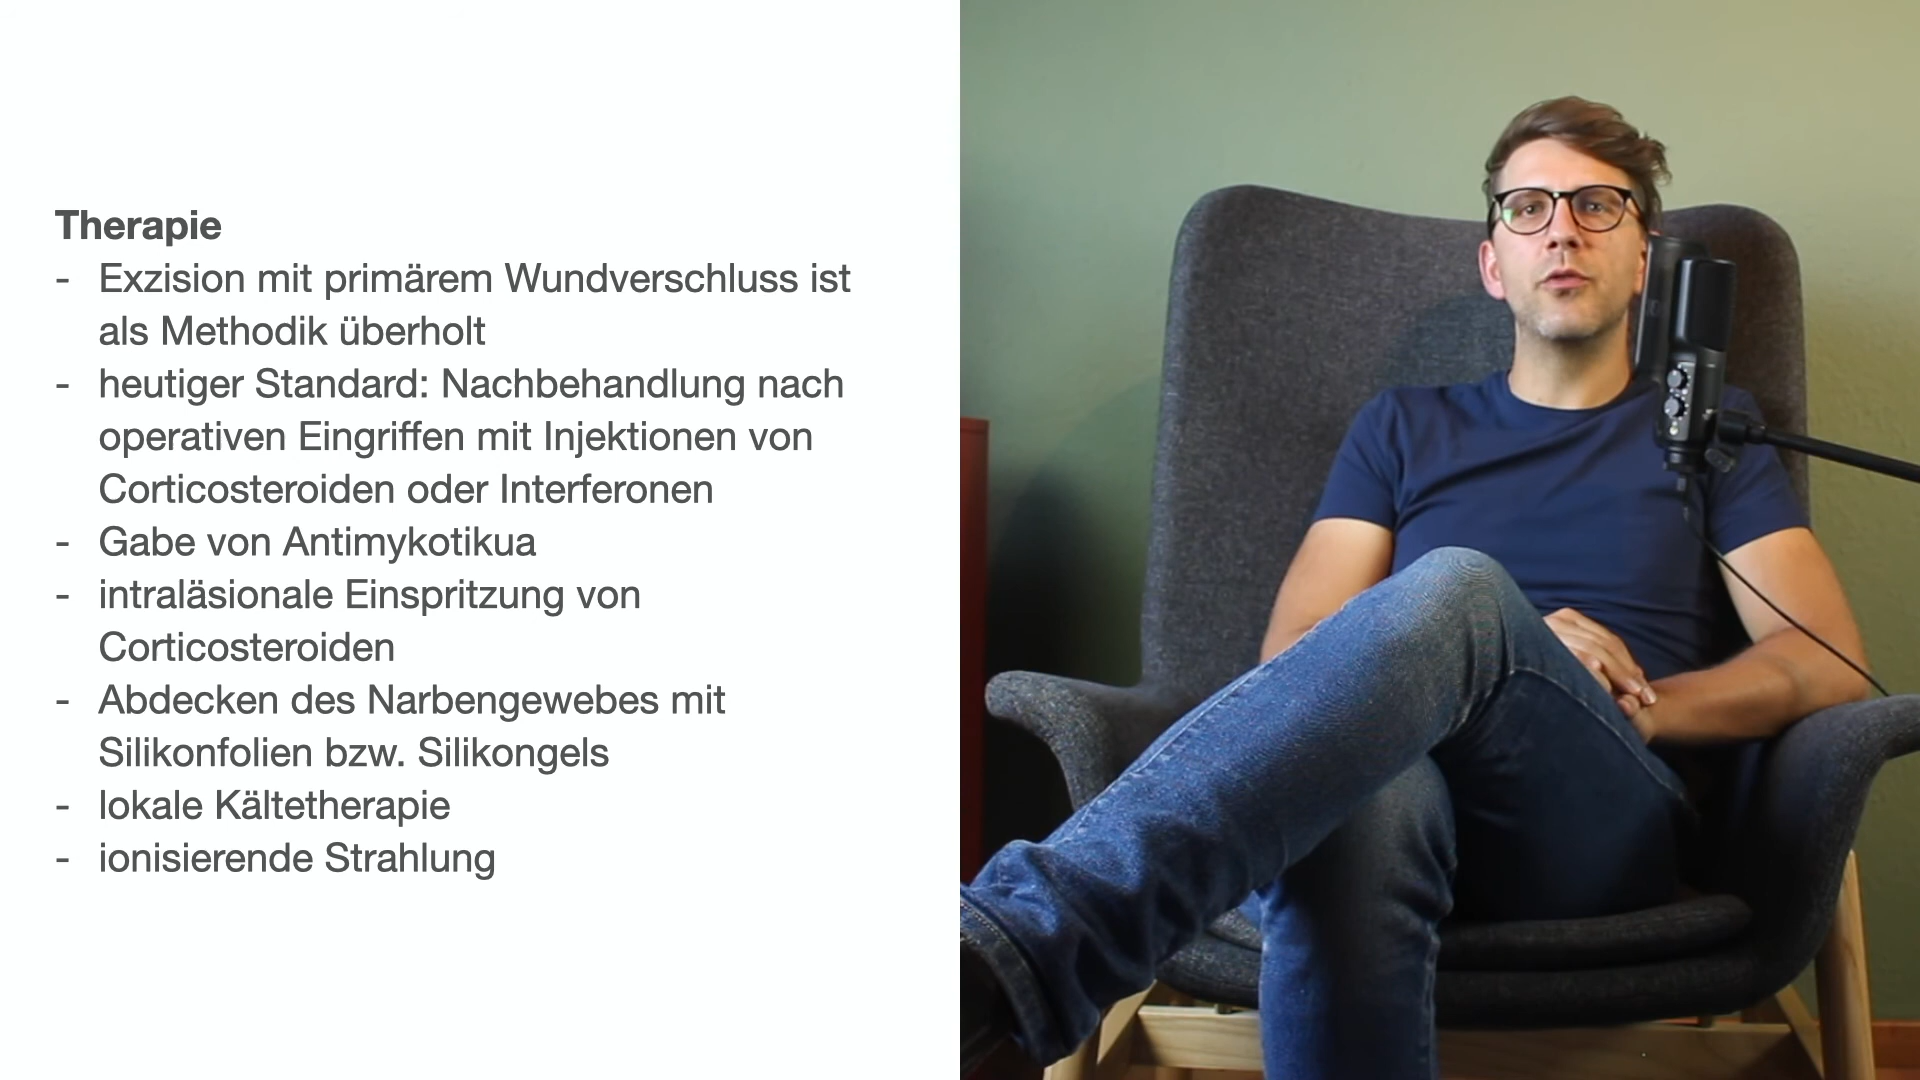 Therapie
- Exzision mit primärem Wundverschluss ist
als Methodik überholt
- heutiger Standard: Nachbehandlung nach
operativen Eingriffen mit Injektionen von
Corticosteroiden oder Interferonen
- Gabe von Antimykotikua
- intraläsionale Einspritzung von
Corticosteroiden
- Abdecken des Narbengewebes mit
Silikonfolien bzw. Silikongels
- lokale Kältetherapie
- ionisierende Strahlung